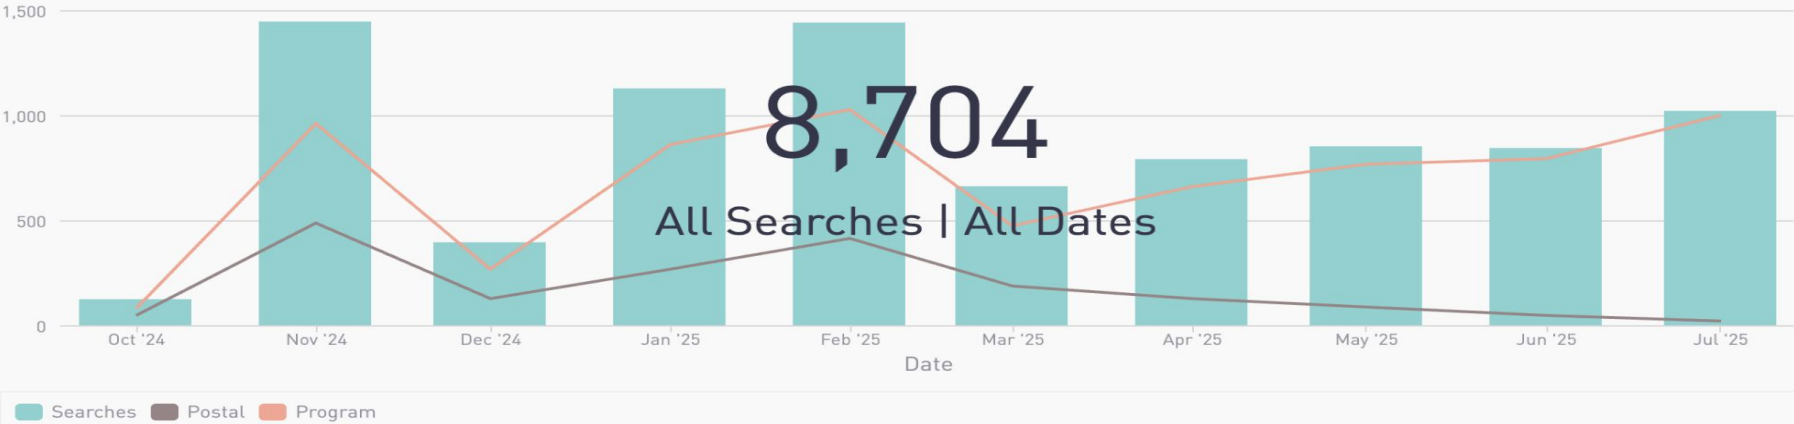 1,500
1,000
500
0
8,704
All Searches | All Dates
Oct '24 Nov '24 Dec '24 Jan '25 Feb '25 Mar '25 Apr '25 May '25 Jun '25 Jul '25
Date
Searches Postal Program